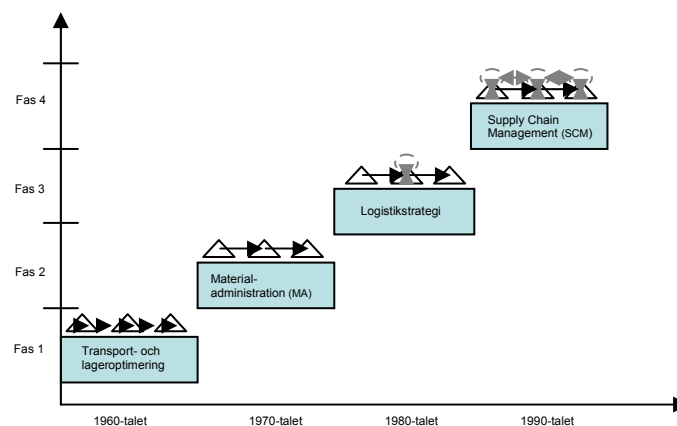 Fas 4
Supply Chain
Management (SCM)
Fas 3
Logistikstrategi
Fas 2
Material-
administration (MA)
Fas 1
Transport- och
lageroptimering
1960-talet
1970-talet
1980-talet
1990-talet